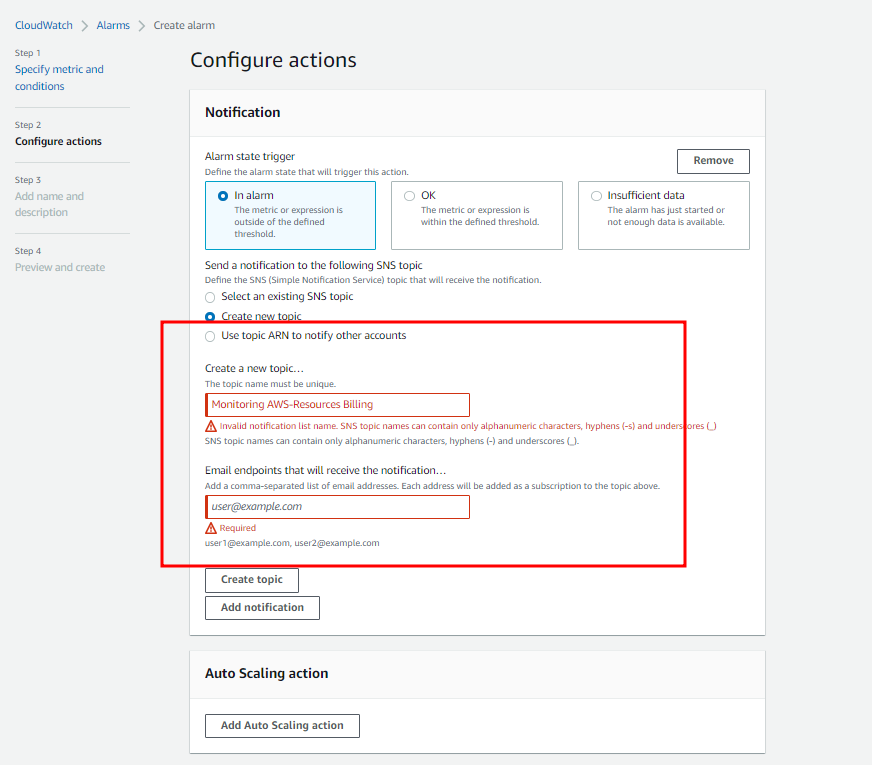 CloudWatch > Alarms > Create alarm
Step 1
Specify metric and
conditions
Step 2
Configure actions
Step 3
Add name and
description
Step 4
Preview and create
Configure actions
Notification
Alarm state trigger
Define the alarm state that will trigger this action.
Remove
In alarm
The metric or expression is
outside of the defined
threshold.
OK
The metric or expression is
within the defined threshold.
Insufficient data
The alarm has just started or
not enough data is available.
Send a notification to the following SNS topic
Define the SNS (Simple Notification Service) topic that will receive the notification.
Select an existing SNS topic
Create new topic
Use topic ARN to notify other accounts
Create a new topic…
The topic name must be unique.
Monitoring AWS-Resources Billing
Invalid notification list name. SNS topic names can contain only alphanumeric characters, hyphens (-s) and underscores (_)
SNS topic names can contain only alphanumeric characters, hyphens (-) and underscores (_).
Email endpoints that will receive the notification…
Add a comma-separated list of email addresses. Each address will be added as a subscription to the topic above.
user@example.com
Required
user1@example.com, user2@example.com
Create topic
Add notification
Auto Scaling action
Add Auto Scaling action